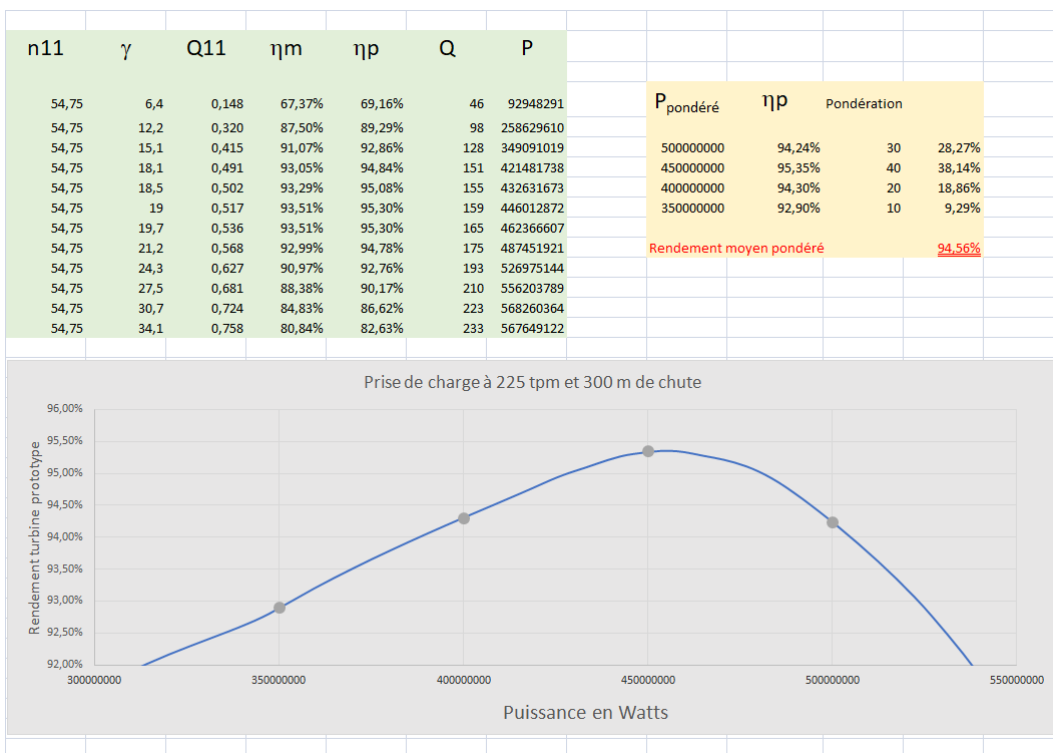 n11 γ Q11 ηm ηp Q P
54,75 6,4 0,148 67,37% 69,16% 46 92948291
54,75 12,2 0,320 87,50% 89,29% 98 258629610
54,75 15,1 0,415 91,07% 92,86% 128 349091019
54,75 18,1 0,491 93,05% 94,84% 151 421481738
54,75 18,5 0,502 93,29% 95,08% 155 432631673
54,75 19 0,517 93,51% 95,30% 159 446012872
54,75 19,7 0,536 93,51% 95,30% 165 462366607
54,75 21,2 0,568 92,99% 94,78% 175 487451921
54,75 24,3 0,627 90,97% 92,76% 193 526975144
54,75 27,5 0,681 88,38% 90,17% 210 556203789
54,75 30,7 0,724 84,83% 86,62% 223 568260364
54,75 34,1 0,758 80,84% 82,63% 233 567649122
Ppondéré ηp Pondération
500000000 94,24% 30 28,27%
450000000 95,35% 40 38,14%
400000000 94,30% 20 18,86%
350000000 92,90% 10 9,29%
Rendement moyen pondéré 94,56%
Prise de charge à 225 tpm et 300 m de chute
Rendement turbine prototype
96,00%
95,50%
95,00%
94,50%
94,00%
93,50%
93,00%
92,50%
92,00%
300000000 350000000 400000000 450000000 500000000 550000000
Puissance en Watts